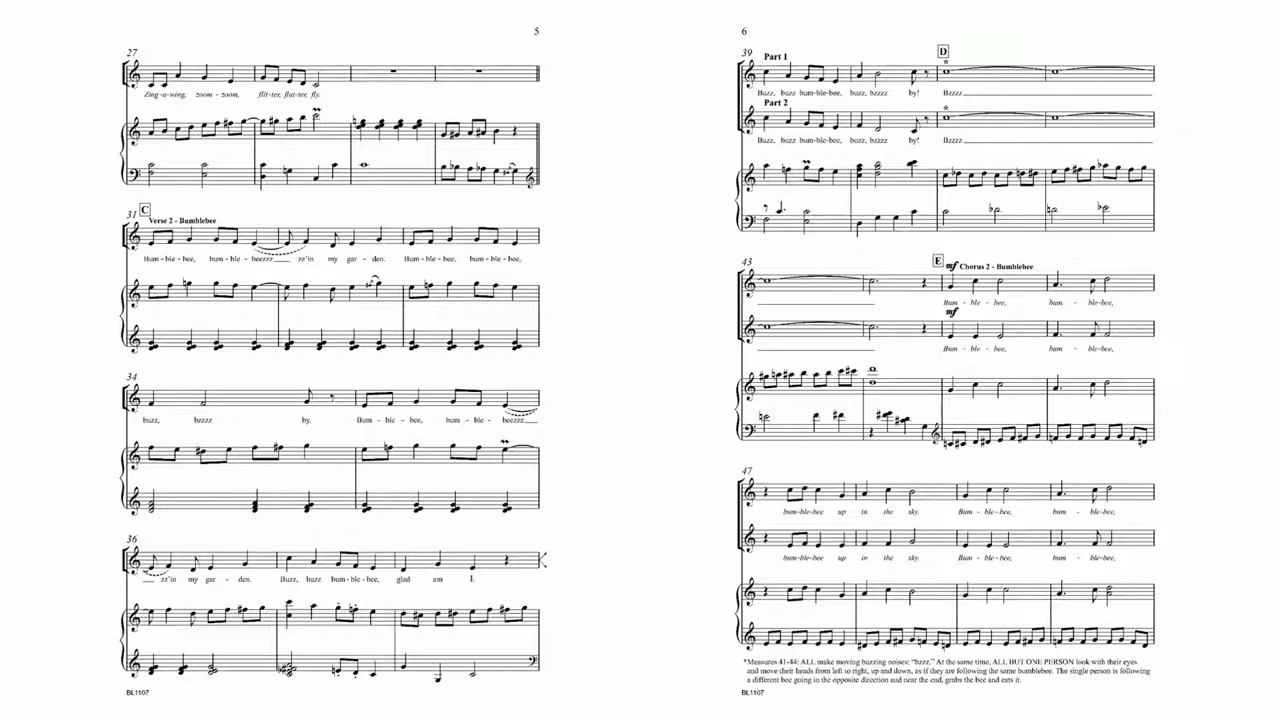 5
27
Zing-a-wing, zoom-zoom, flit-ter, flut-ter, fly.
31
C
Verse 2 - Bumblebee
Bum-ble-bee, bum-ble-beezzz zz'in my gar-den. Bum-ble-bee, bum-ble-bee,
34
buzz, bzzzz by. Bum-ble-bee, bum-ble-beezzz
36
zz'in my gar-den. Buzz, buzz bum-ble-bee, glad am I.
BL1107
6
39
Part 1
D
*
Buzz, buzz bum-ble-bee, buzz, bzzzz by! Bzzzz
Part 2
*
Buzz, buzz bum-ble-bee, buzz, bzzzz by! Bzzzz
43
E
mf Chorus 2 - Bumblebee
Bum-ble-bee, bum-ble-bee,
mf
Bum-ble-bee, bum-ble-bee,
47
bum-ble-bee up in the sky. Bum-ble-bee, bum-ble-bee,
bum-ble-bee up in the sky. Bum-ble-bee, bum-ble-bee,
*Measures 41-44: ALL make moving buzzing noises: "bzzz." At the same time, ALL BUT ONE PERSON look with their eyes
and move their heads from left to right, up and down, as if they are following the same bumblebee. The single person is following
a different bee going in the opposite direction and near the end, grabs the bee and eats it.
BL1107